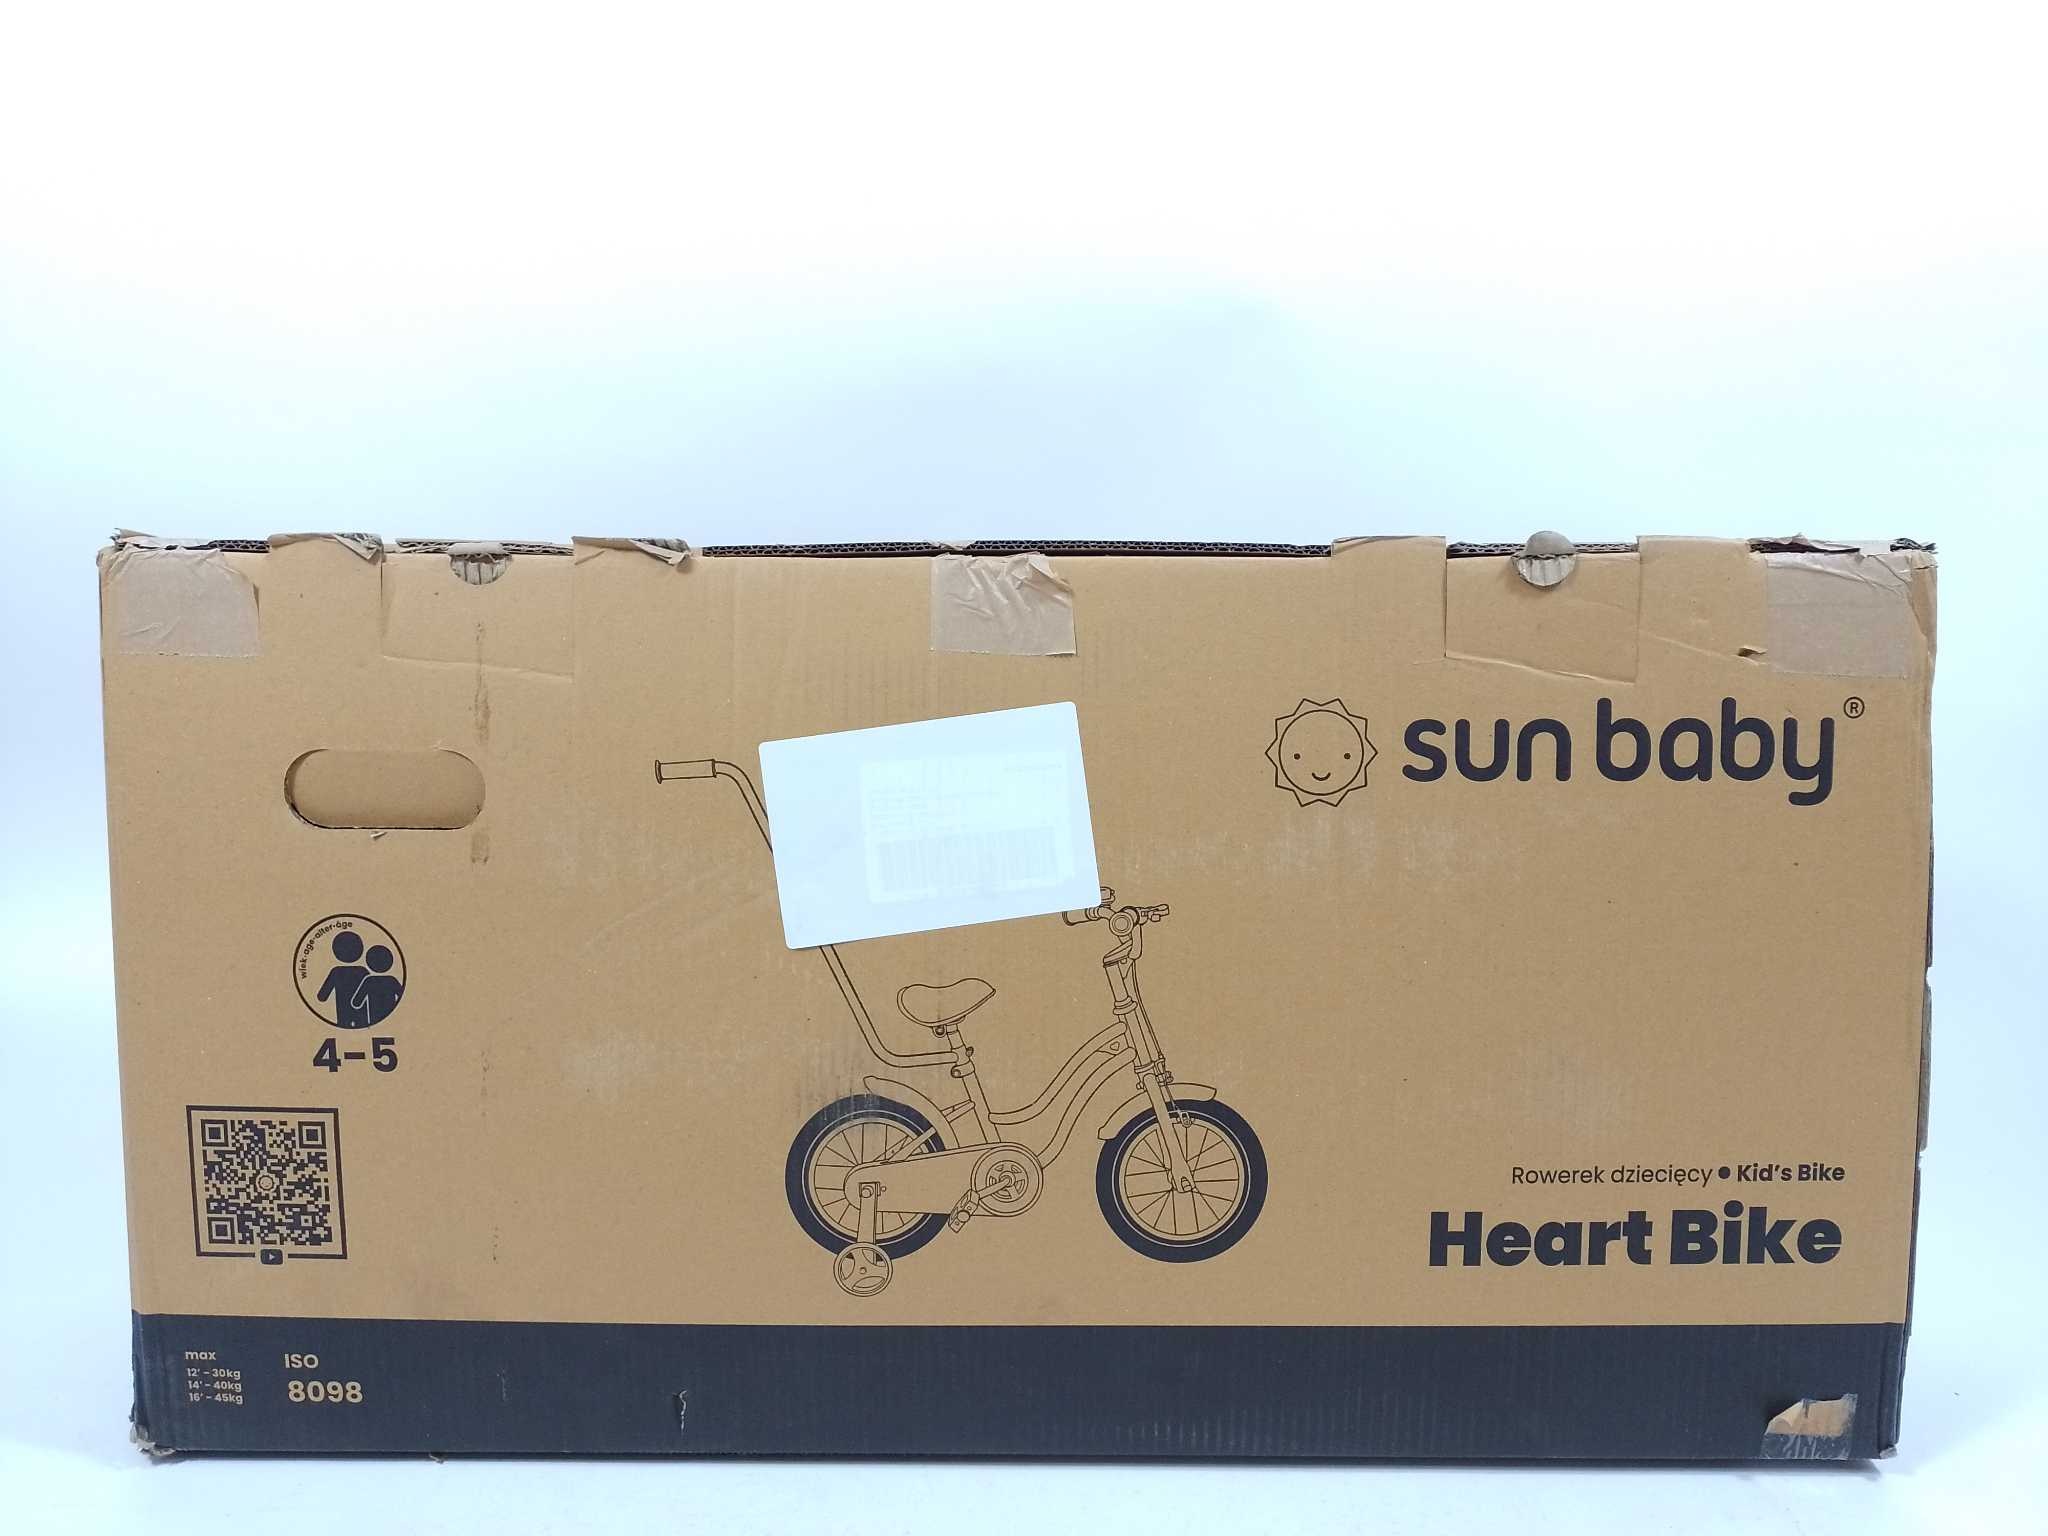 sun baby®
wiek-age-alter-âge
4-5
Rowerek dziecięcy • Kid's Bike
Heart Bike
max
12' - 30kg
14' - 40kg
16' - 45kg
ISO
8098